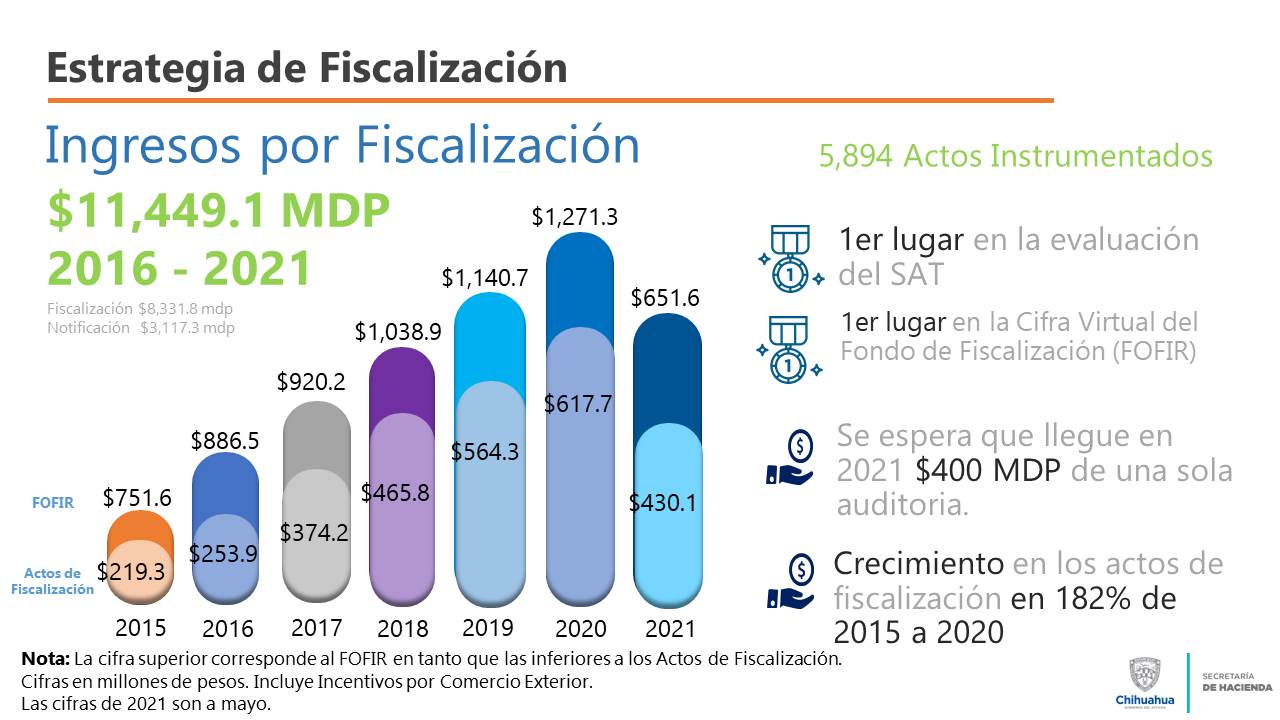 Estrategia de Fiscalización
Ingresos por Fiscalización
$11,449.1 MDP
2016 - 2021
Fiscalización $8,331.8 mdp
Notificación $3,117.3 mdp
FOFIR
Actos de
Fiscalización
$751.6
$219.3
2015
$886.5
$253.9
2016
$920.2
$374.2
2017
$1,038.9
$465.8
2018
$1,140.7
$564.3
2019
$1,271.3
$617.7
2020
$651.6
$430.1
2021
5,894 Actos Instrumentados
1
1er lugar en la evaluación
del SAT
1
1er lugar en la Cifra Virtual del
Fondo de Fiscalización (FOFIR)
$
Se espera que llegue en
2021 $400 MDP de una sola
auditoria.
$
Crecimiento en los actos de
fiscalización en 182% de
2015 a 2020
Nota: La cifra superior corresponde al FOFIR en tanto que las inferiores a los Actos de Fiscalización.
Cifras en millones de pesos. Incluye Incentivos por Comercio Exterior.
Las cifras de 2021 son a mayo.
Chihuahua
GOBIERNO DEL ESTADO
SECRETARÍA
DE HACIENDA